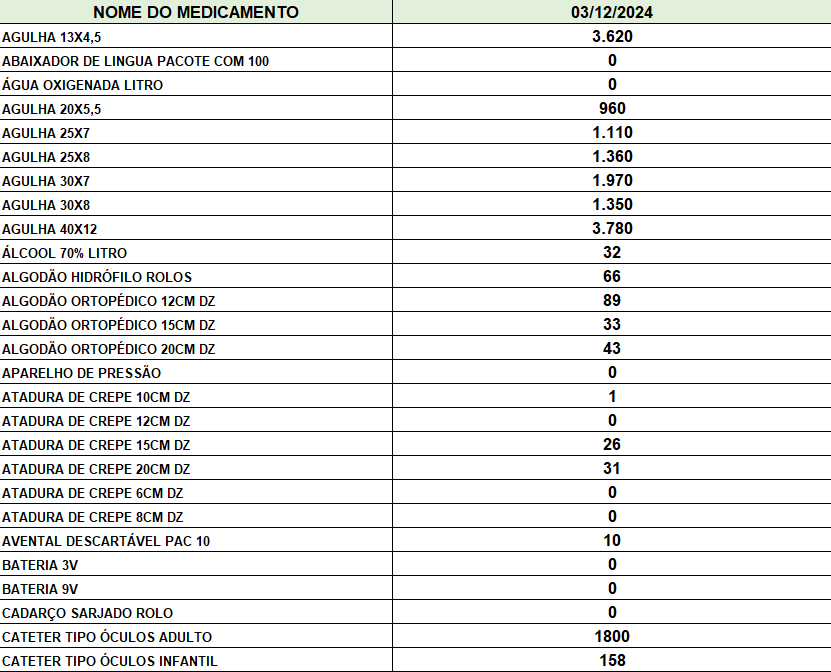 NOME DO MEDICAMENTO 03/12/2024
AGULHA 13X4,5 3.620
ABAIXADOR DE LINGUA PACOTE COM 100 0
ÁGUA OXIGENADA LITRO 0
AGULHA 20X5,5 960
AGULHA 25X7 1.110
AGULHA 25X8 1.360
AGULHA 30X7 1.970
AGULHA 30X8 1.350
AGULHA 40X12 3.780
ÁLCOOL 70% LITRO 32
ALGODÃO HIDRÓFILO ROLOS 66
ALGODÃO ORTOPÉDICO 12CM DZ 89
ALGODÃO ORTOPÉDICO 15CM DZ 33
ALGODÃO ORTOPÉDICO 20CM DZ 43
APARELHO DE PRESSÃO 0
ATADURA DE CREPE 10CM DZ 1
ATADURA DE CREPE 12CM DZ 0
ATADURA DE CREPE 15CM DZ 26
ATADURA DE CREPE 20CM DZ 31
ATADURA DE CREPE 6CM DZ 0
ATADURA DE CREPE 8CM DZ 0
AVENTAL DESCARTÁVEL PAC 10 10
BATERIA 3V 0
BATERIA 9V 0
CADARÇO SARJADO ROLO 0
CATETER TIPO ÓCULOS ADULTO 1800
CATETER TIPO ÓCULOS INFANTIL 158